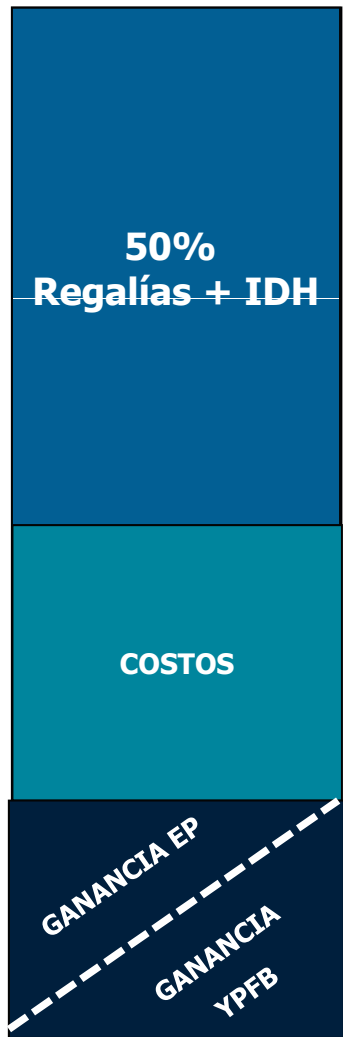 50%
Regalías + IDH
COSTOS
GANANCIA EP
GANANCIA
YPFB